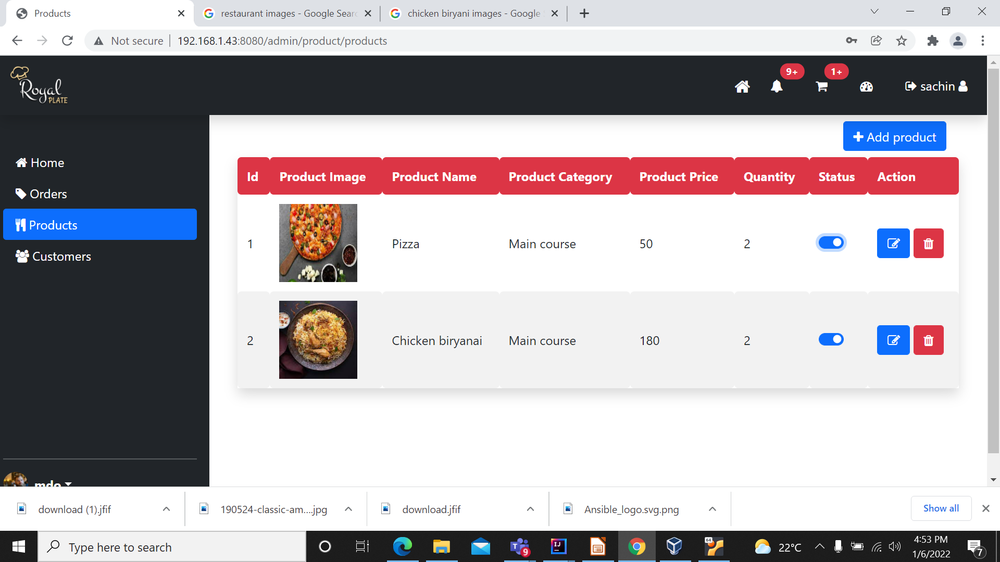 Products
restaurant images - Google Searc
chicken biryani images - Google
Not secure
192.168.1.43:8080/admin/product/products
Royal
PLATE
9+
1+
sachin
Home
Orders
Products
Customers
mdo
Add product
Id Product Image Product Name Product Category Product Price Quantity Status Action
1 Pizza Main course 50 2
2 Chicken biryanai Main course 180 2
download (1).jfif
190524-classic-am....jpg
download.jfif
Ansible_logo.svg.png
Show all
Type here to search
9
IJ
64
22°C
4:53 PM
1/6/2022
7